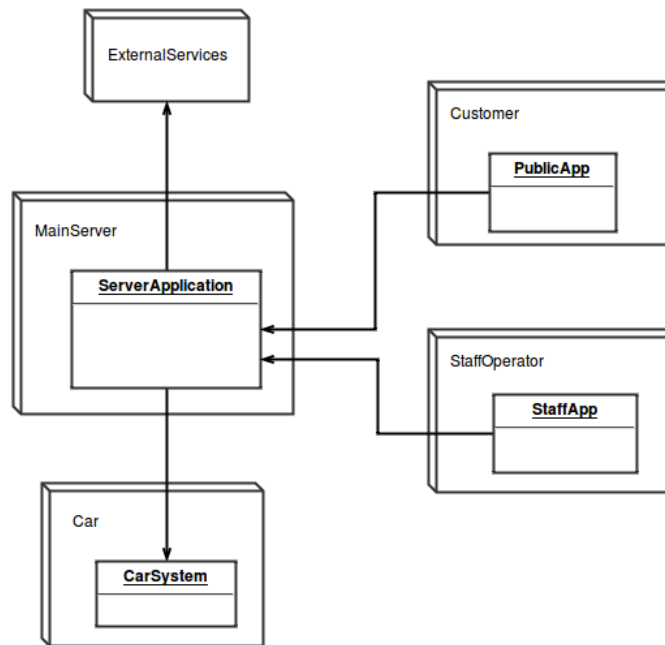 ExternalServices
Customer
PublicApp
MainServer
ServerApplication
StaffOperator
StaffApp
Car
CarSystem